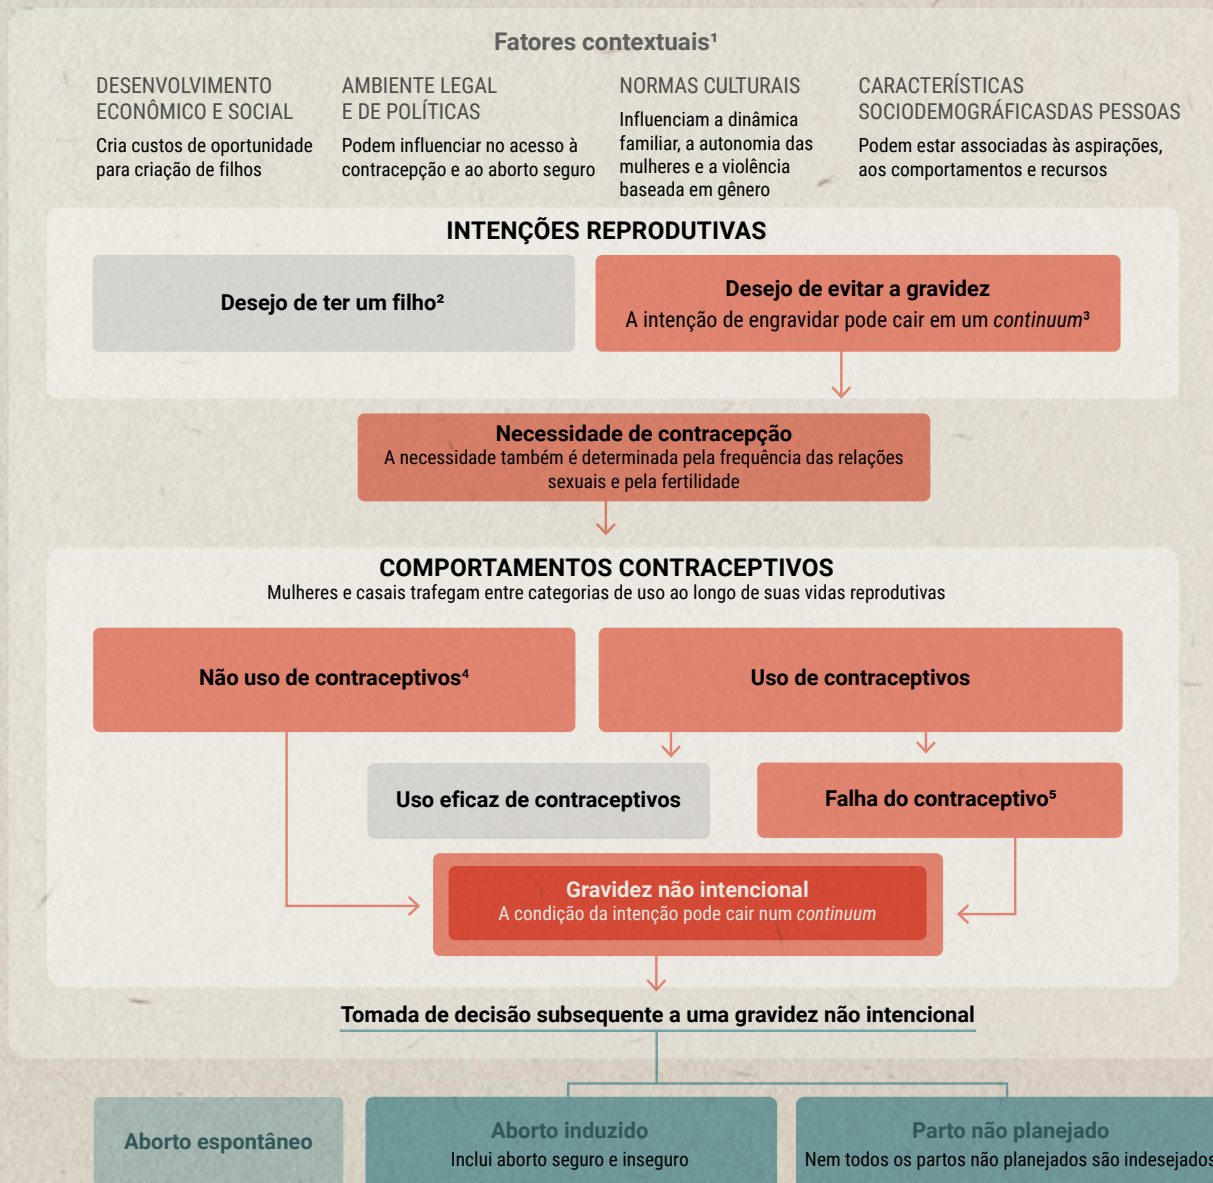 Fatores contextuais¹
DESENVOLVIMENTO
ECONÔMICO E SOCIAL
Cria custos de oportunidade
para criação de filhos
AMBIENTE LEGAL
E DE POLÍTICAS
Podem influenciar no acesso à
contracepção e ao aborto seguro
NORMAS CULTURAIS
Influenciam a dinâmica
familiar, a autonomia das
mulheres e a violência
baseada em gênero
CARACTERÍSTICAS
SOCIODEMOGRÁFICASDAS PESSOAS
Podem estar associadas às aspirações,
aos comportamentos e recursos
INTENÇÕES REPRODUTIVAS
Desejo de ter um filho²
Desejo de evitar a gravidez
A intenção de engravidar pode cair em um continuum³
Necessidade de contracepção
A necessidade também é determinada pela frequência das relações
sexuais e pela fertilidade
COMPORTAMENTOS CONTRACEPTIVOS
Mulheres e casais trafegam entre categorias de uso ao longo de suas vidas reprodutivas
Não uso de contraceptivos⁴
Uso de contraceptivos
Uso eficaz de contraceptivos
Falha do contraceptivo⁵
Gravidez não intencional
A condição da intenção pode cair num continuum
Tomada de decisão subsequente a uma gravidez não intencional
Aborto espontâneo
Aborto induzido
Inclui aborto seguro e inseguro
Parto não planejado
Nem todos os partos não planejados são indesejados